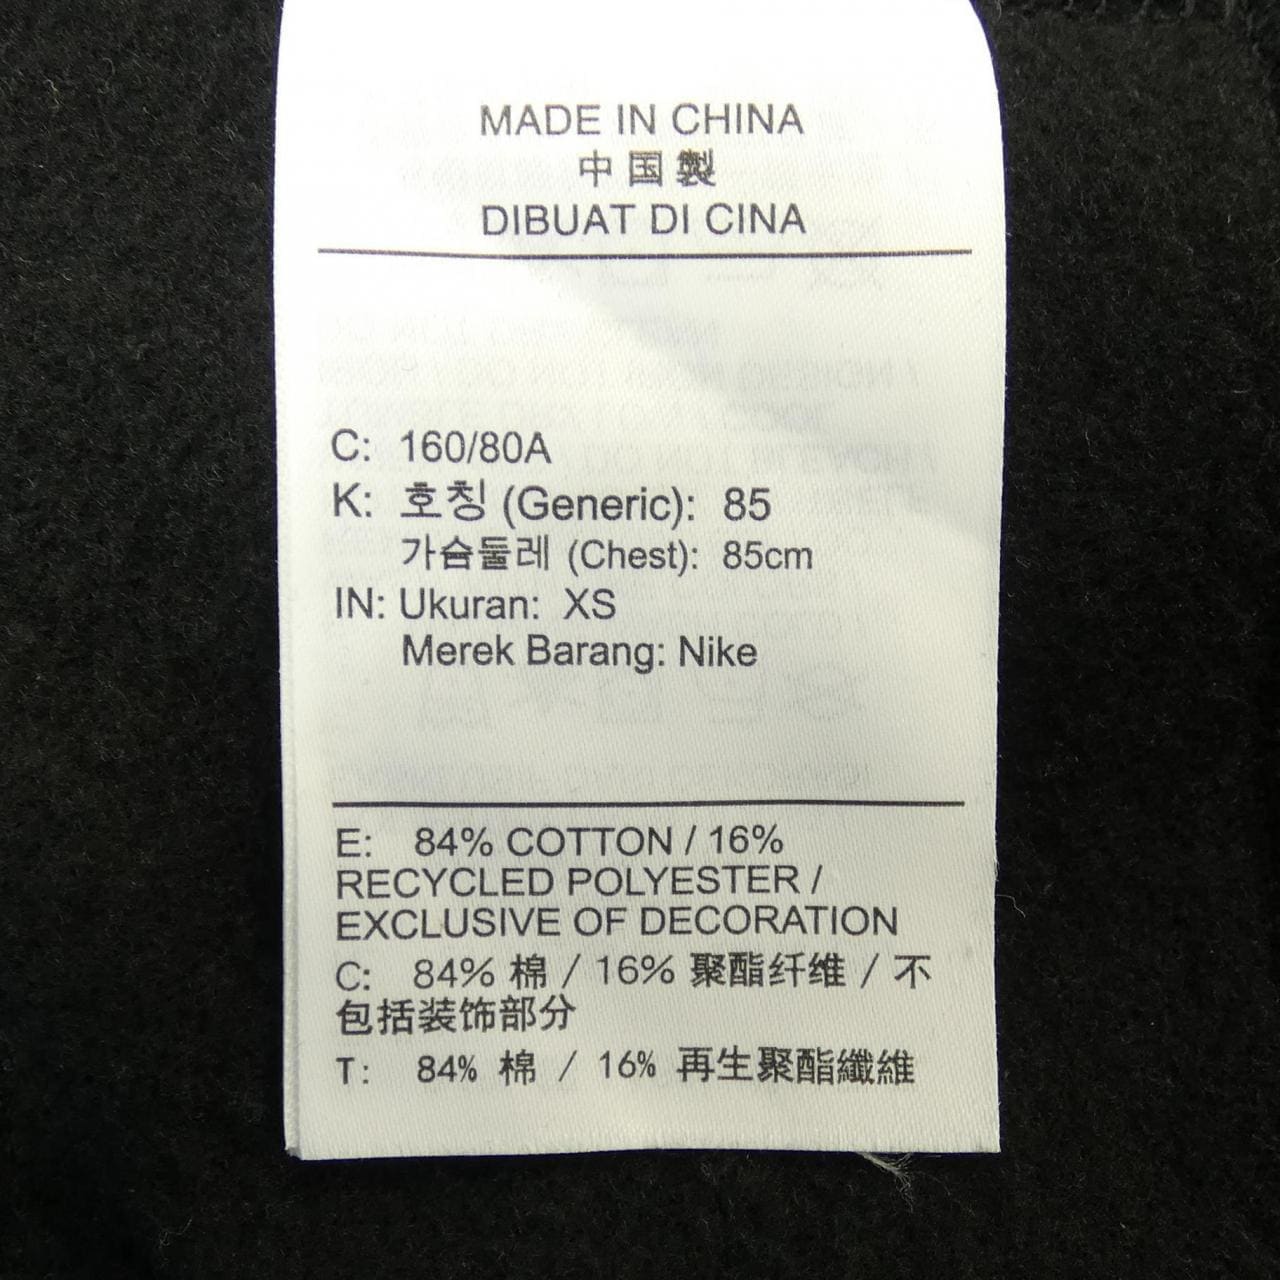 MADE IN CHINA
中国製
DIBUAT DI CINA
C: 160/80A
K: 호칭 (Generic): 85
가슴둘레 (Chest): 85cm
IN: Ukuran: XS
Merek Barang: Nike
E: 84% COTTON / 16%
RECYCLED POLYESTER /
EXCLUSIVE OF DECORATION
C: 84% 棉 / 16% 聚酯纤维 / 不
包括装饰部分
T: 84% 棉 / 16% 再生聚酯纖維